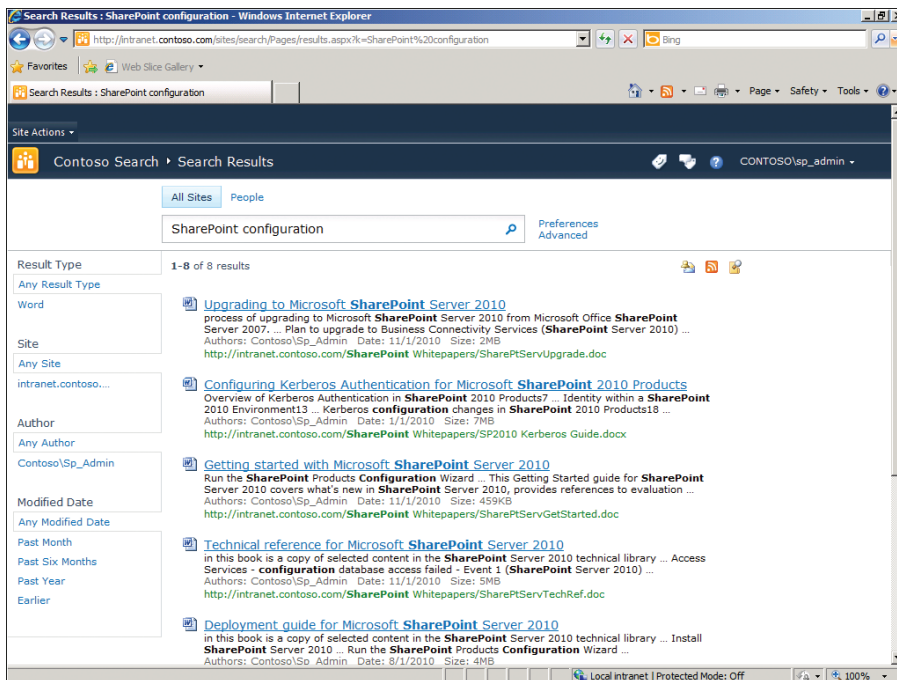 Search Results : SharePoint configuration - Windows Internet Explorer
http://intranet.contoso.com/sites/search/Pages/results.aspx?k=SharePoint%20configuration
Bing
Favorites
Web Slice Gallery
Search Results : SharePoint configuration
Page
Safety
Tools
Site Actions
Contoso Search
Search Results
CONTOSO\sp_admin
All Sites
People
SharePoint configuration
Preferences
Advanced
Result Type
Any Result Type
Word
Site
Any Site
intranet.contoso....
Author
Any Author
Contoso\Sp_Admin
Modified Date
Any Modified Date
Past Month
Past Six Months
Past Year
Earlier
1-8 of 8 results
Upgrading to Microsoft SharePoint Server 2010
process of upgrading to Microsoft SharePoint Server 2010 from Microsoft Office SharePoint
Server 2007. ... Plan to upgrade to Business Connectivity Services (SharePoint Server 2010) ...
Authors: Contoso\Sp_Admin Date: 11/1/2010 Size: 2MB
http://intranet.contoso.com/SharePoint Whitepapers/SharePtServUpgrade.doc
Configuring Kerberos Authentication for Microsoft SharePoint 2010 Products
Overview of Kerberos Authentication in SharePoint 2010 Products7 ... Identity within a SharePoint
2010 Environment13 ... Kerberos configuration changes in SharePoint 2010 Products18 ...
Authors: Contoso\Sp_Admin Date: 1/1/2010 Size: 7MB
http://intranet.contoso.com/SharePoint Whitepapers/SP2010 Kerberos Guide.docx
Getting started with Microsoft SharePoint Server 2010
Run the SharePoint Products Configuration Wizard ... This Getting Started guide for SharePoint
Server 2010 covers what's new in SharePoint Server 2010, provides references to evaluation ...
Authors: Contoso\Sp_Admin Date: 11/1/2010 Size: 459KB
http://intranet.contoso.com/SharePoint Whitepapers/SharePtServGetStarted.doc
Technical reference for Microsoft SharePoint Server 2010
in this book is a copy of selected content in the SharePoint Server 2010 technical library ... Access
Services - configuration database access failed - Event 1 (SharePoint Server 2010) ...
Authors: Contoso\Sp_Admin Date: 11/1/2010 Size: 5MB
http://intranet.contoso.com/SharePoint Whitepapers/SharePtServTechRef.doc
Deployment guide for Microsoft SharePoint Server 2010
in this book is a copy of selected content in the SharePoint Server 2010 technical library ... Install
SharePoint Server 2010 ... Run the SharePoint Products Configuration Wizard ...
Authors: Contoso\Sp_Admin Date: 8/1/2010 Size: 4MB
Local intranet | Protected Mode: Off
100%